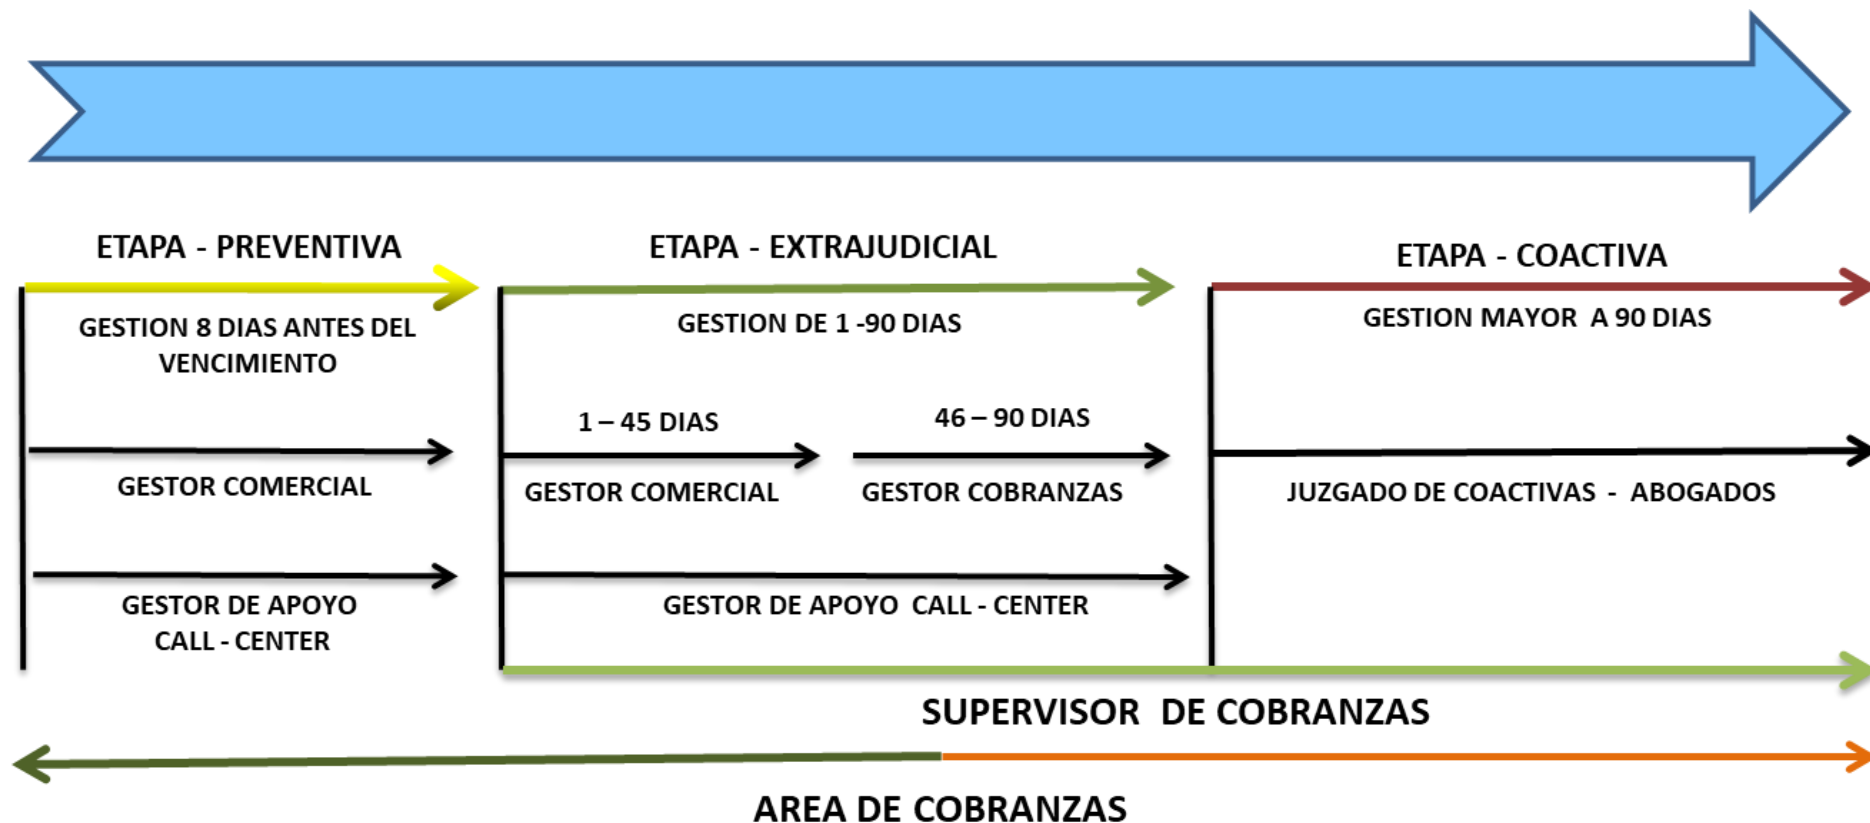 ETAPA - PREVENTIVA
GESTION 8 DIAS ANTES DEL
VENCIMIENTO
GESTOR COMERCIAL
GESTOR DE APOYO
CALL - CENTER
ETAPA - EXTRAJUDICIAL
GESTION DE 1 -90 DIAS
1 – 45 DIAS
GESTOR COMERCIAL
46 – 90 DIAS
GESTOR COBRANZAS
GESTOR DE APOYO CALL - CENTER
ETAPA - COACTIVA
GESTION MAYOR A 90 DIAS
JUZGADO DE COACTIVAS - ABOGADOS
SUPERVISOR DE COBRANZAS
AREA DE COBRANZAS